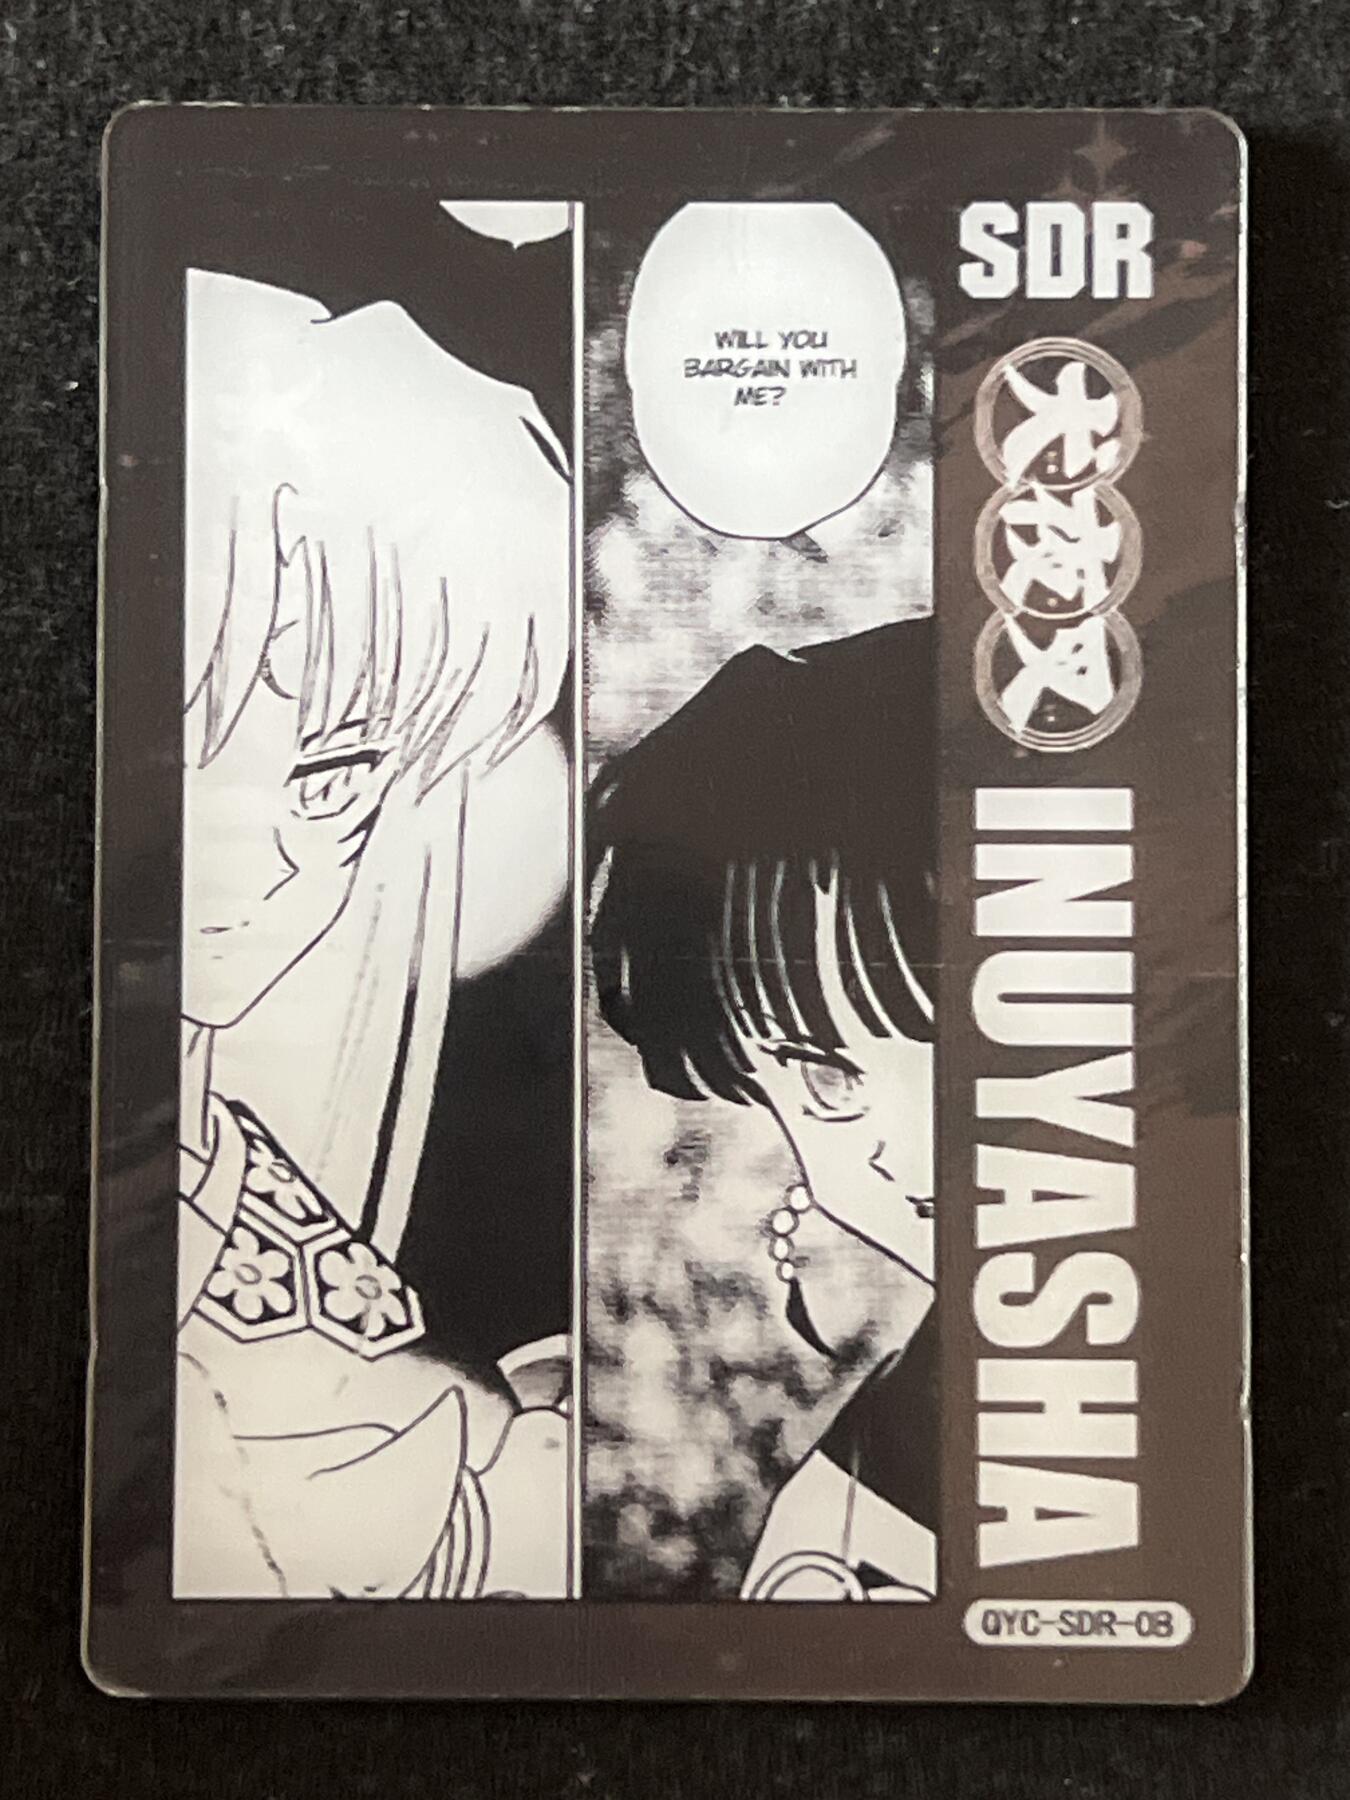 WILL YOU
BARGAIN WITH
ME?
SDR
犬夜叉
INUYASHA
QYC-SDR-08